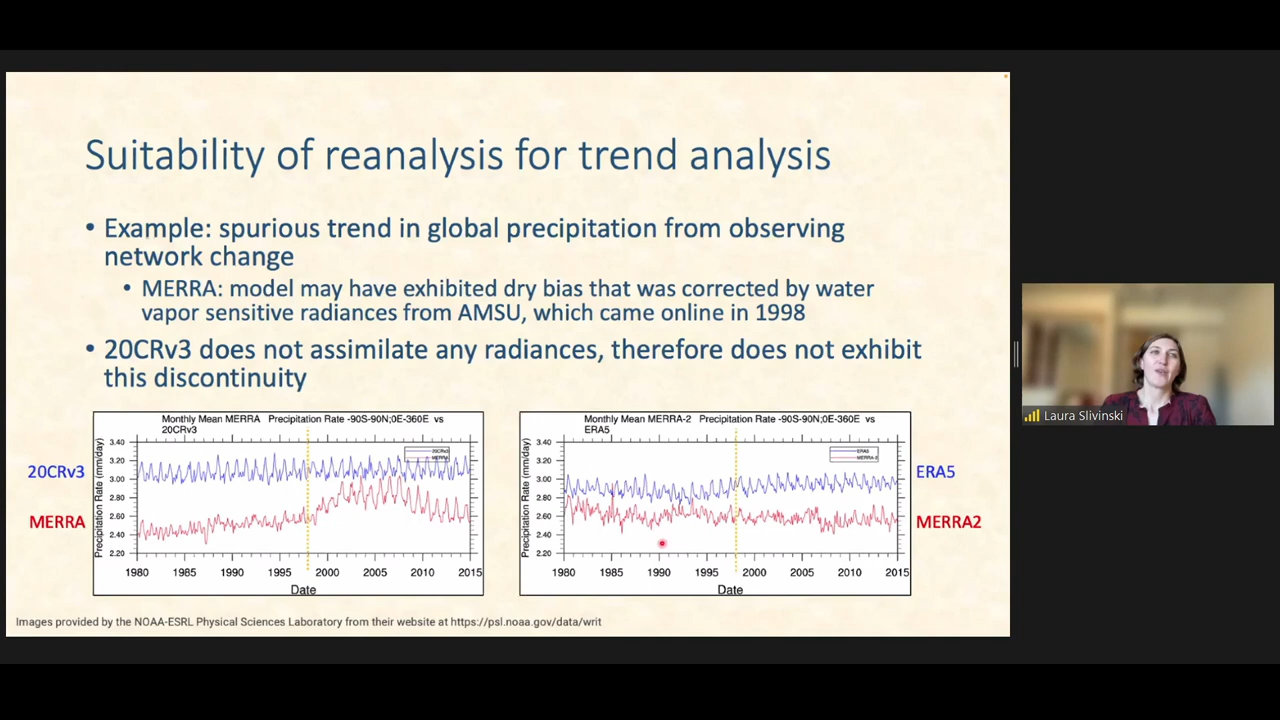 Suitability of reanalysis for trend analysis
• Example: spurious trend in global precipitation from observing
network change
• MERRA: model may have exhibited dry bias that was corrected by water
vapor sensitive radiances from AMSU, which came online in 1998
• 20CRv3 does not assimilate any radiances, therefore does not exhibit
this discontinuity
Monthly Mean MERRA Precipitation Rate -90S-90N;0E-360E vs
20CRv3
20CRv3
MERRA
Precipitation Rate (mm/day)
3.40
3.20
3.00
2.80
2.60
2.40
2.20
20CRv3
MERRA
1980 1985 1990 1995 2000 2005 2010 2015
Date
Monthly Mean MERRA-2 Precipitation Rate -90S-90N;0E-360E vs
ERA5
Precipitation Rate (mm/day)
3.40
3.20
3.00
2.80
2.60
2.40
2.20
ERA5
MERRA-2
1980 1985 1990 1995 2000 2005 2010 2015
Date
ERA5
MERRA2
Images provided by the NOAA-ESRL Physical Sciences Laboratory from their website at https://psl.noaa.gov/data/writ
Laura Slivinski